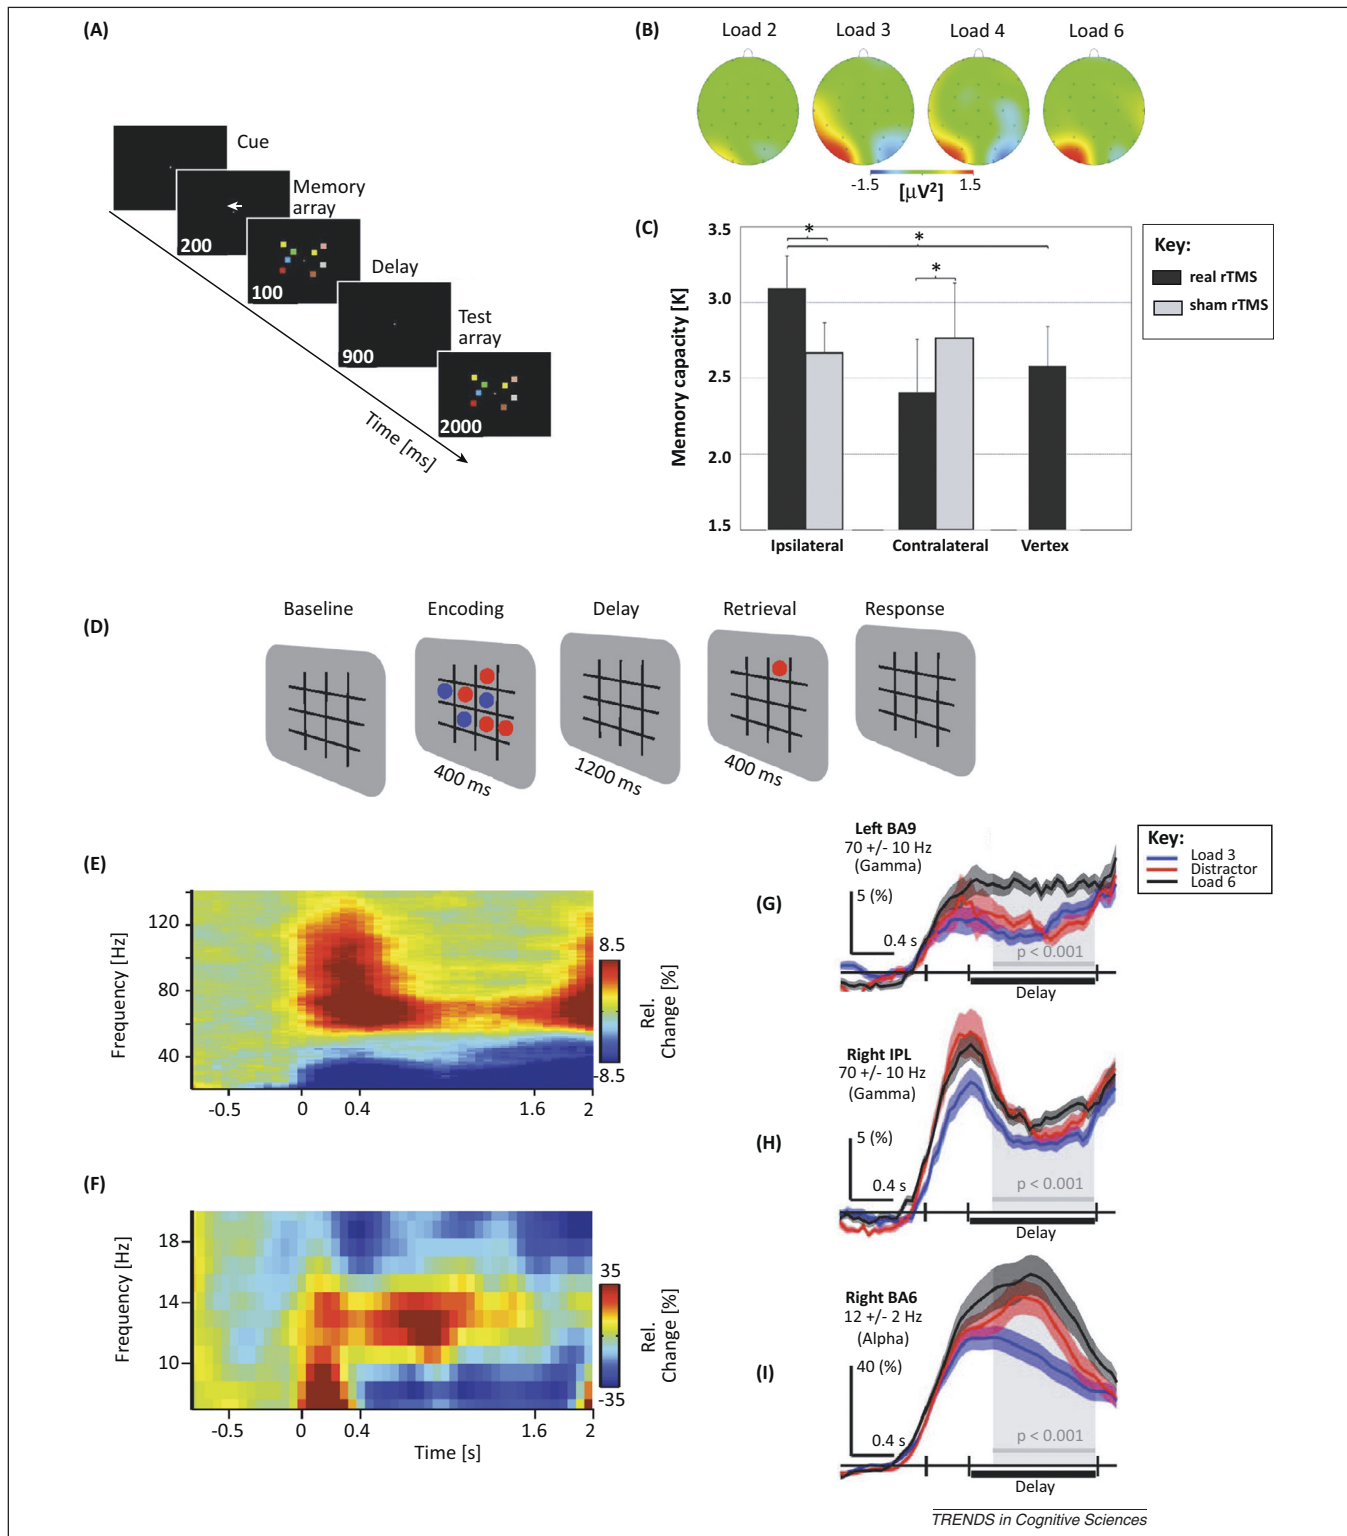 (A)
Cue
Memory
array
200
Delay
100
Test
array
900
2000
Time [ms]
(B)
Load 2
Load 3
Load 4
Load 6
-1.5
[μV²]
1.5
(C)
Memory capacity [K]
3.5
3.0
2.5
2.0
1.5
*
*
*
Ipsilateral
Contralateral
Vertex
Key:
real rTMS
sham rTMS
(D)
Baseline
Encoding
Delay
Retrieval
Response
400 ms
1200 ms
400 ms
(E)
Frequency [Hz]
120
80
40
-0.5
0
0.4
1.6
2
8.5
-8.5
Rel.
Change [%]
(F)
Frequency [Hz]
18
14
10
-0.5
0
0.4
1.6
2
Time [s]
35
-35
Rel.
Change [%]
Key:
Load 3
Distractor
Load 6
(G)
Left BA9
70 +/- 10 Hz
(Gamma)
5 (%)
0.4 s
p < 0.001
Delay
(H)
Right IPL
70 +/- 10 Hz
(Gamma)
5 (%)
0.4 s
p < 0.001
Delay
(I)
Right BA6
12 +/- 2 Hz
(Alpha)
40 (%)
0.4 s
p < 0.001
Delay
TRENDS in Cognitive Sciences